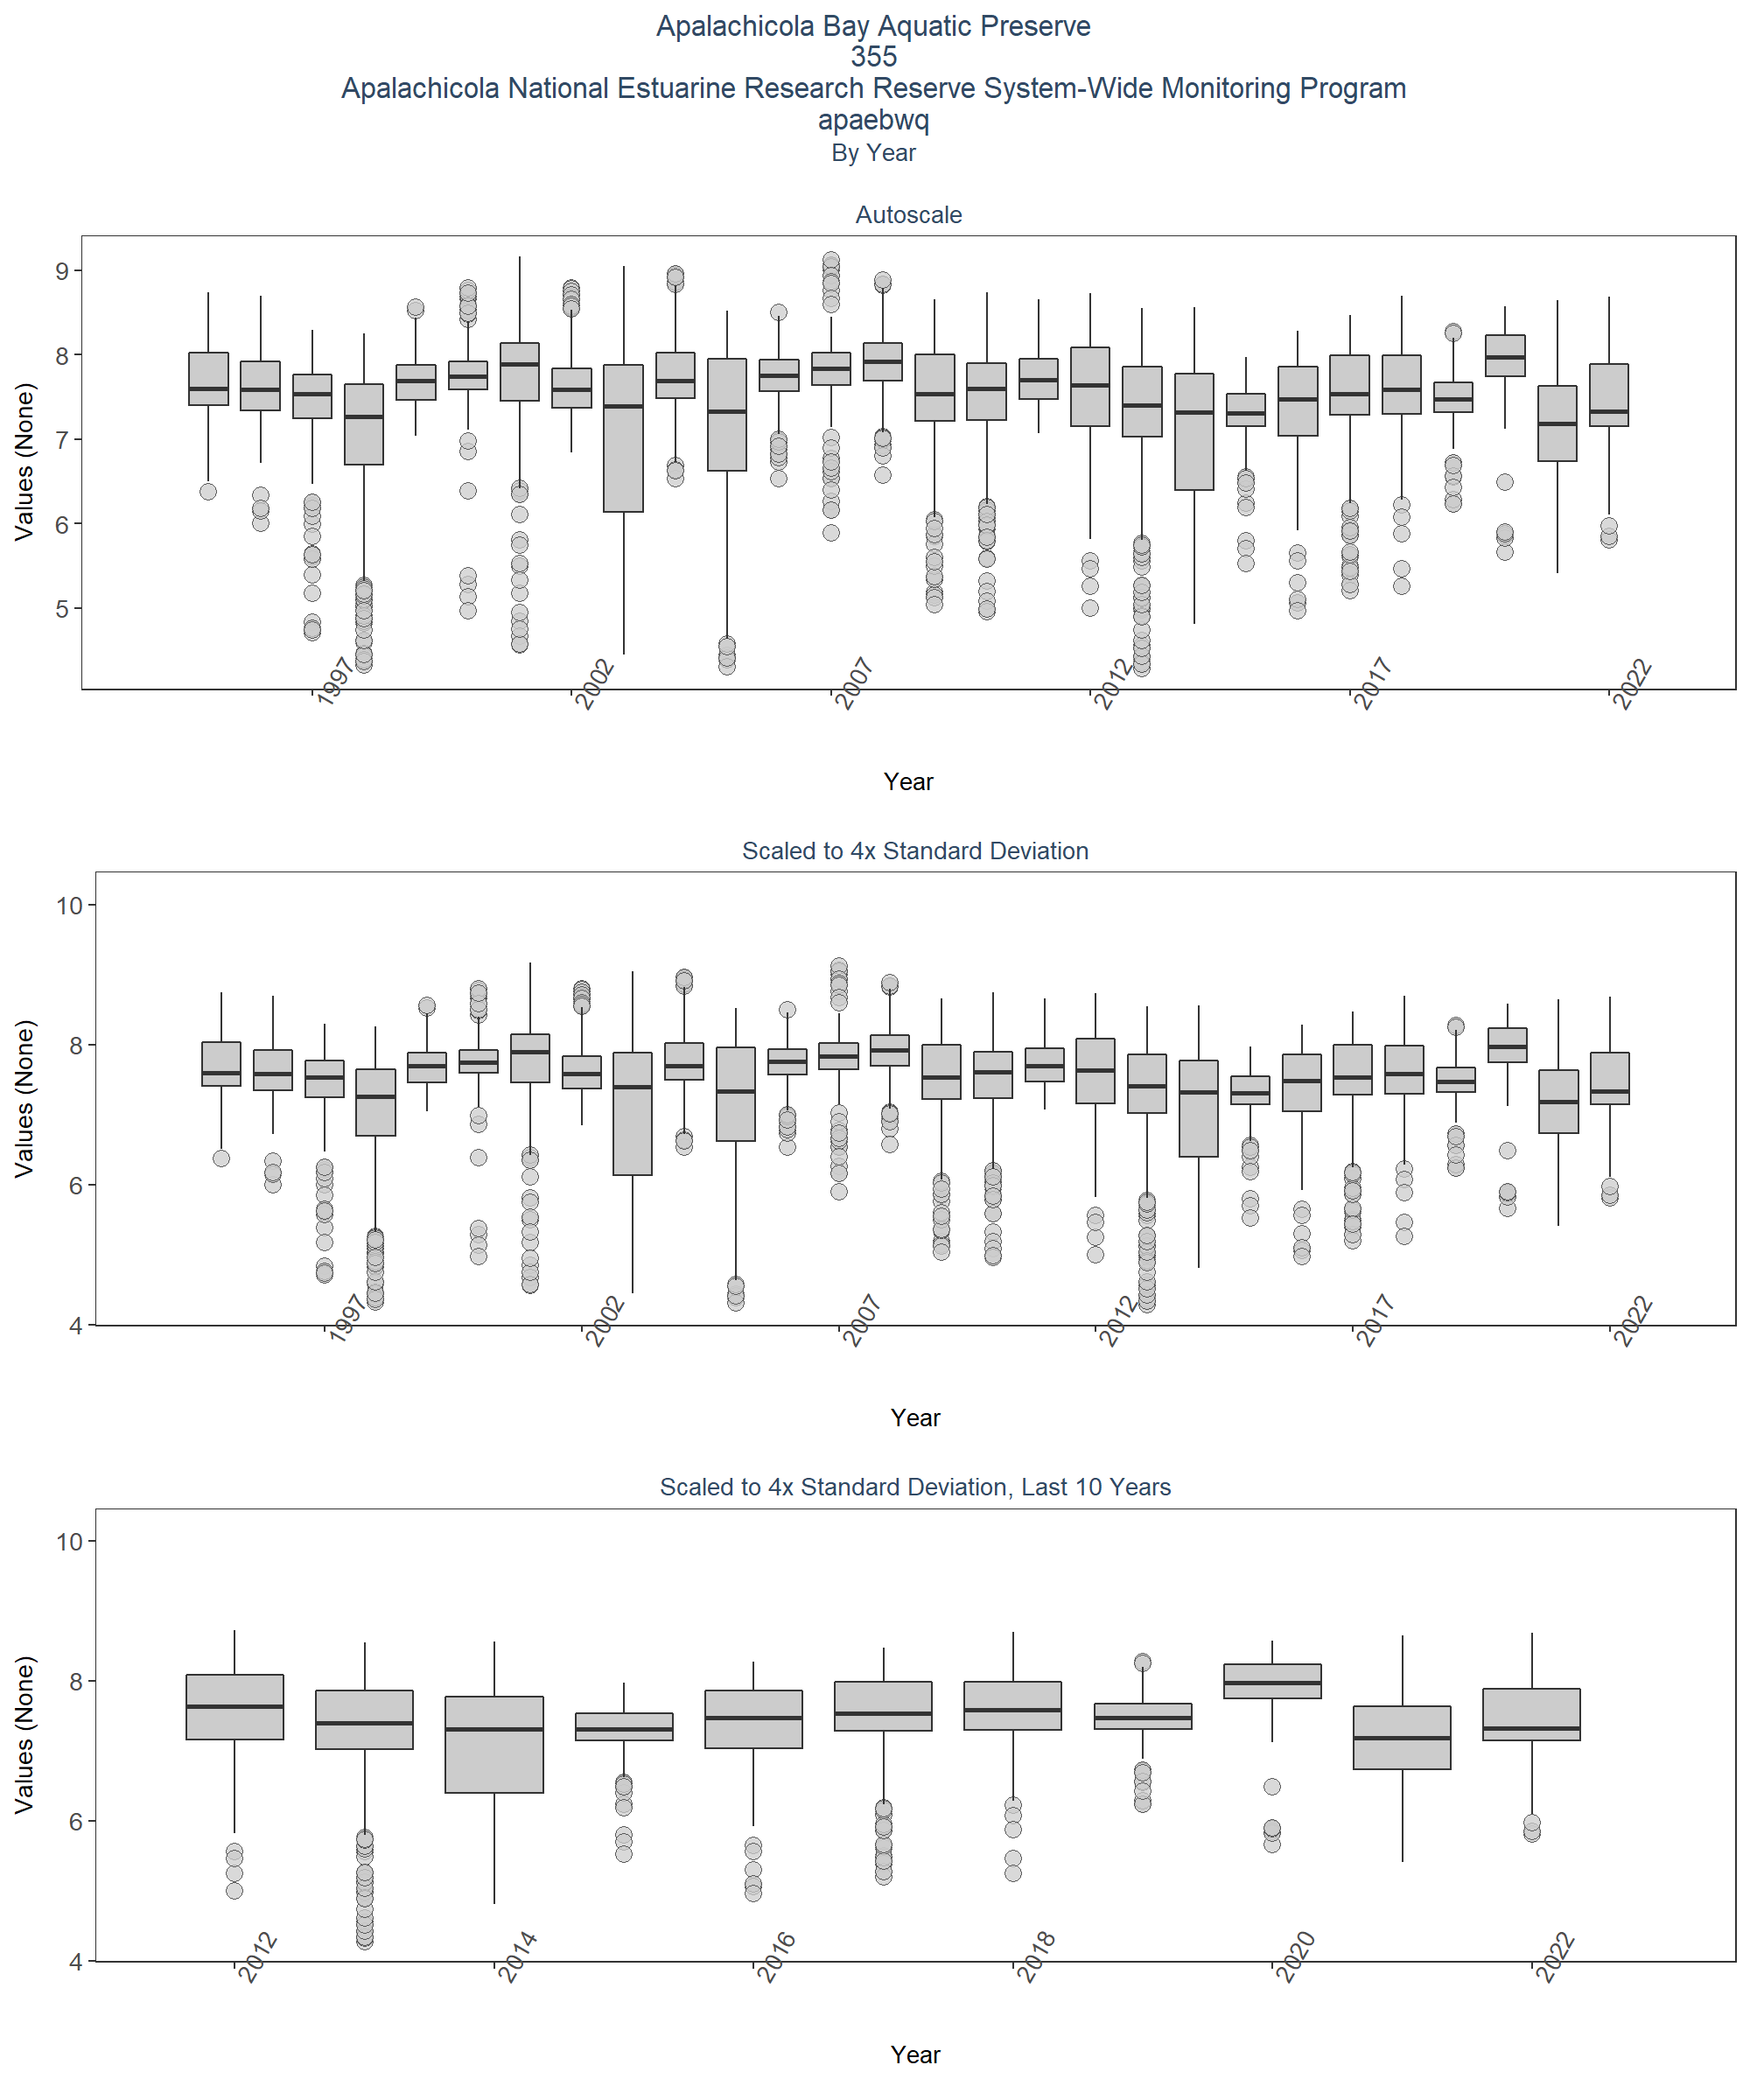 Apalachicola Bay Aquatic Preserve
355
Apalachicola National Estuarine Research Reserve System-Wide Monitoring Program
apaebwq
By Year
Autoscale
Values (None)
9
8
7
6
5
1997 2002 2007 2012 2017 2022
Year
Scaled to 4x Standard Deviation
Values (None)
10
8
6
4
1997 2002 2007 2012 2017 2022
Year
Scaled to 4x Standard Deviation, Last 10 Years
Values (None)
10
8
6
4
2012 2014 2016 2018 2020 2022
Year